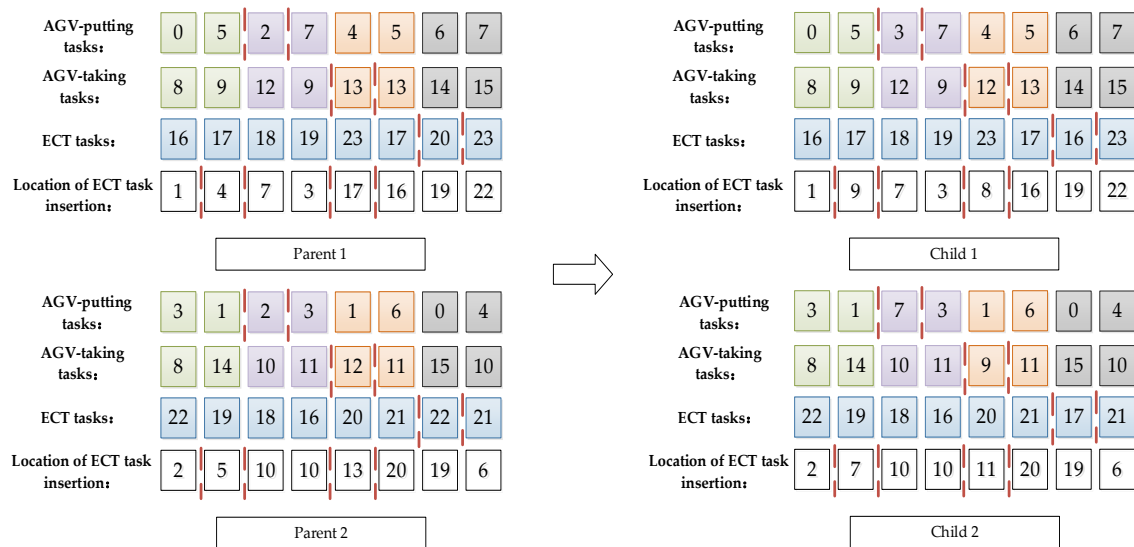 AGV-putting
tasks:
0 5 2 7 4 5 6 7
AGV-taking
tasks:
8 9 12 9 13 13 14 15
ECT tasks:
16 17 18 19 23 17 20 23
Location of ECT task
insertion:
1 4 7 3 17 16 19 22
Parent 1
AGV-putting
tasks:
3 1 2 3 1 6 0 4
AGV-taking
tasks:
8 14 10 11 12 11 15 10
ECT tasks:
22 19 18 16 20 21 22 21
Location of ECT task
insertion:
2 5 10 10 13 20 19 6
Parent 2
AGV-putting
tasks:
0 5 3 7 4 5 6 7
AGV-taking
tasks:
8 9 12 9 12 13 14 15
ECT tasks:
16 17 18 19 23 17 16 23
Location of ECT task
insertion:
1 9 7 3 8 16 19 22
Child 1
AGV-putting
tasks:
3 1 7 3 1 6 0 4
AGV-taking
tasks:
8 14 10 11 9 11 15 10
ECT tasks:
22 19 18 16 20 21 17 21
Location of ECT task
insertion:
2 7 10 10 11 20 19 6
Child 2